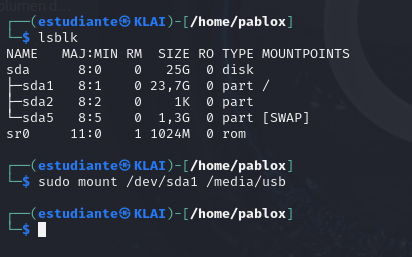 olumen d...
┌──(estudiante㉿KLAI)-[/home/pablox]
└─$ lsblk
NAME   MAJ:MIN RM  SIZE RO TYPE MOUNTPOINTS
sda      8:0    0   25G  0 disk
├─sda1   8:1    0 23,7G  0 part /
├─sda2   8:2    0    1K  0 part
└─sda5   8:5    0  1,3G  0 part [SWAP]
sr0     11:0    1 1024M  0 rom
┌──(estudiante㉿KLAI)-[/home/pablox]
└─$ sudo mount /dev/sda1 /media/usb
┌──(estudiante㉿KLAI)-[/home/pablox]
└─$